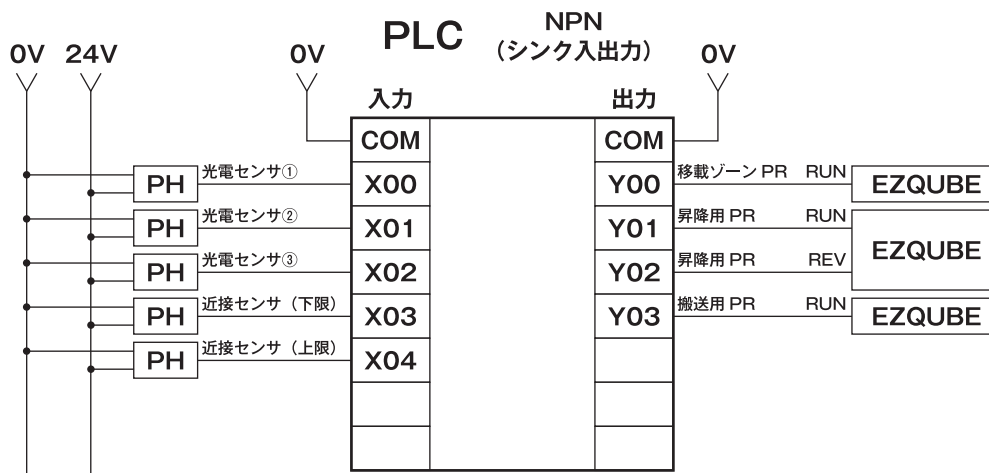 PLC
NPN
(シンク入出力)
0V 24V
0V
0V
入力
出力
COM
COM
PH 光電センサ① X00
Y00 移載ゾーン PR RUN EZQUBE
PH 光電センサ② X01
Y01 昇降用 PR RUN
EZQUBE
PH 光電センサ③ X02
Y02 昇降用 PR REV
PH 近接センサ (下限) X03
Y03 搬送用 PR RUN EZQUBE
PH 近接センサ (上限) X04